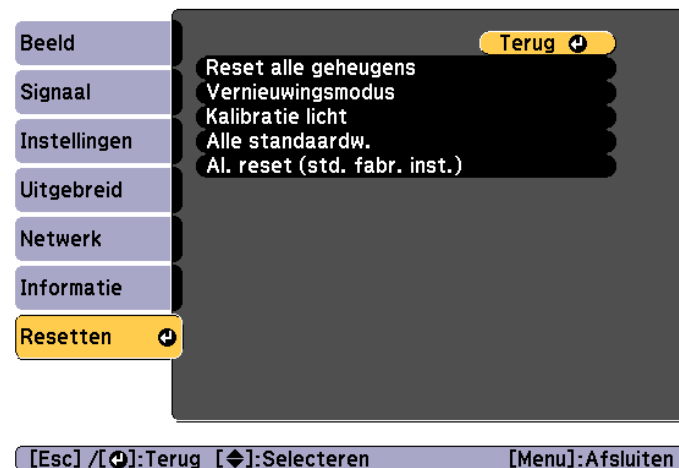 Beeld
Signaal
Instellingen
Uitgebreid
Netwerk
Informatie
Resetten
Terug
Reset alle geheugens
Vernieuwingsmodus
Kalibratie licht
Alle standaardw.
Al. reset (std. fabr. inst.)
[Esc] /[⏎]:Terug [◆]:Selecteren [Menu]:Afsluiten